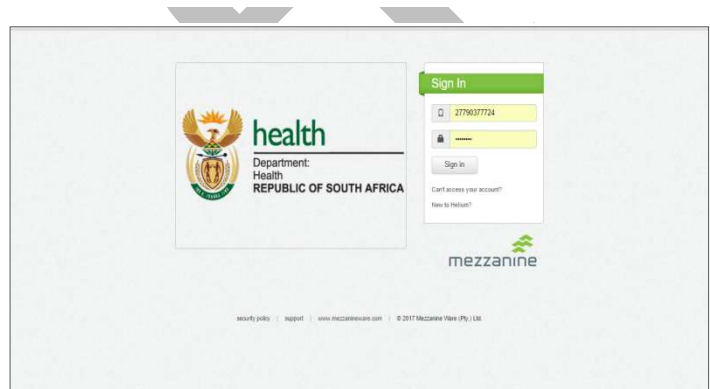 Sign In
27790377724
health
Department:
Health
REPUBLIC OF SOUTH AFRICA
Sign in
Can't access your account?
New to Helium?
mezzanine
security policy | support | www.mezzanineware.com | © 2017 Mezzanine Ware (Pty.) Ltd.